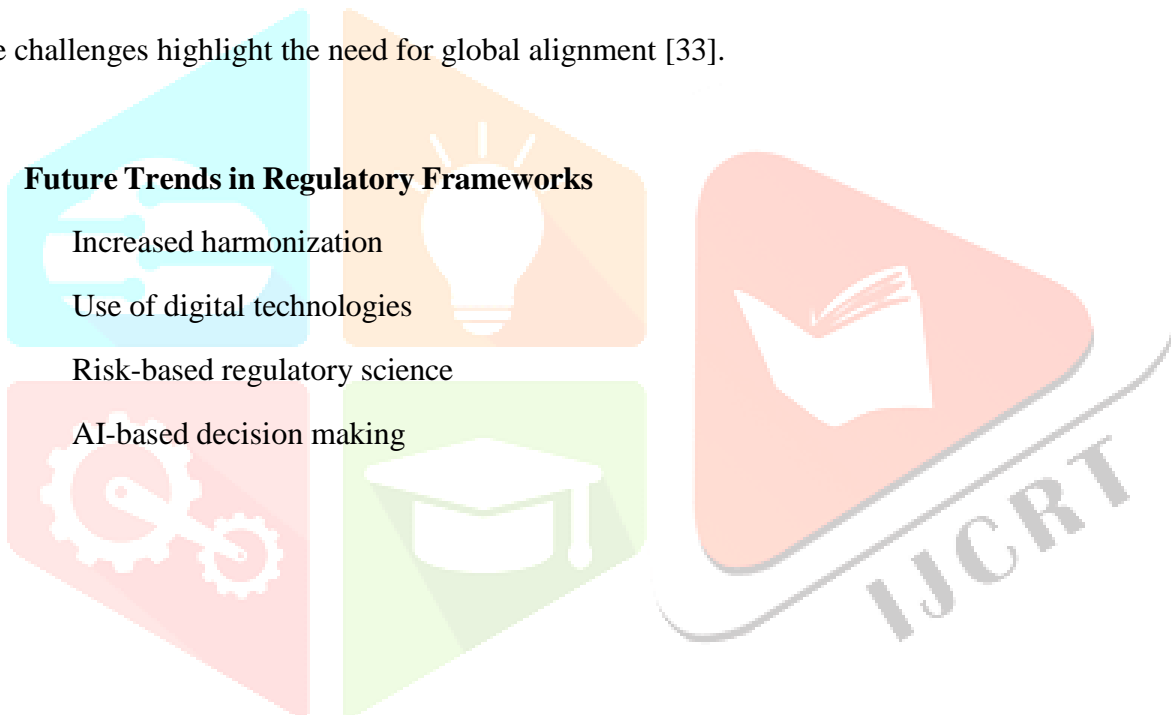 e challenges highlight the need for global alignment [33].
Future Trends in Regulatory Frameworks
Increased harmonization
Use of digital technologies
Risk-based regulatory science
AI-based decision making
IJCRT